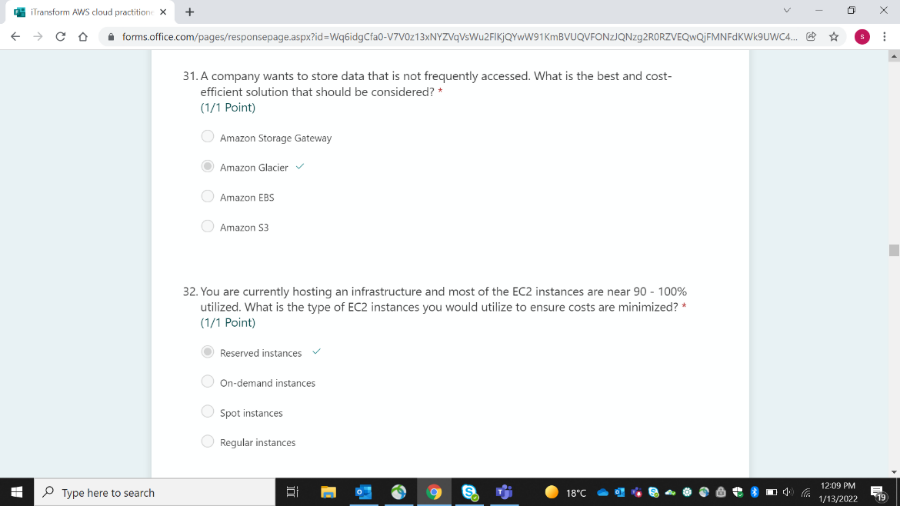 iTransform AWS cloud practitione
forms.office.com/pages/responsepage.aspx?id=Wq6idgCfa0-V7V0z13xNYZVqVsWu2FlKjQYwW91KmBVUQVFONzJQNzg2R0RZVEQwQjFMNFdKWk9UWC4...
S
31. A company wants to store data that is not frequently accessed. What is the best and cost-
efficient solution that should be considered? *
(1/1 Point)
Amazon Storage Gateway
Amazon Glacier
Amazon EBS
Amazon S3
32. You are currently hosting an infrastructure and most of the EC2 instances are near 90 - 100%
utilized. What is the type of EC2 instances you would utilize to ensure costs are minimized? *
(1/1 Point)
Reserved instances
On-demand instances
Spot instances
Regular instances
Type here to search
18°C
12:09 PM
1/13/2022
19